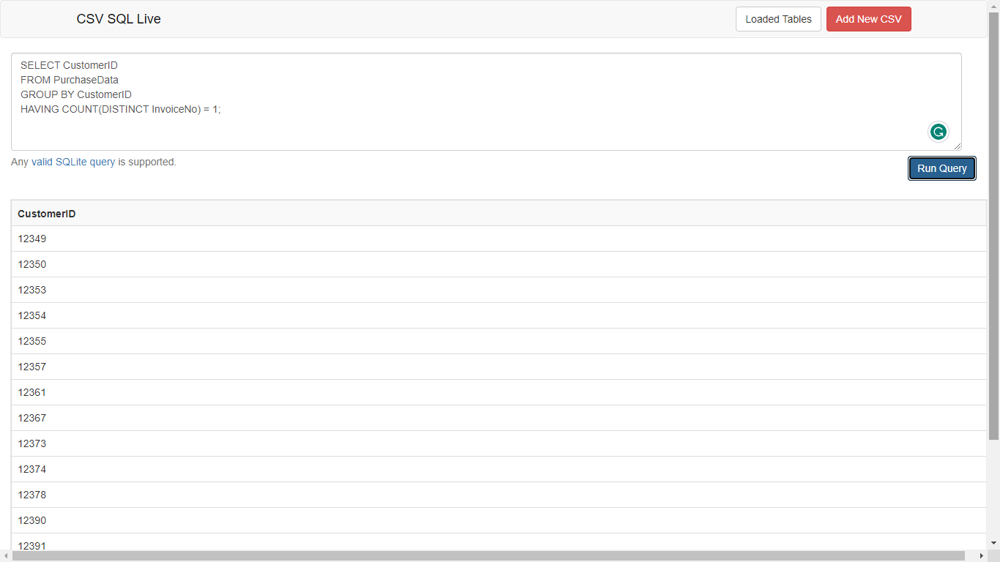 CSV SQL Live
Loaded Tables
Add New CSV
SELECT CustomerID
FROM PurchaseData
GROUP BY CustomerID
HAVING COUNT(DISTINCT InvoiceNo) = 1;
Any valid SQLite query is supported.
Run Query
CustomerID
12349
12350
12353
12354
12355
12357
12361
12367
12373
12374
12378
12390
12391